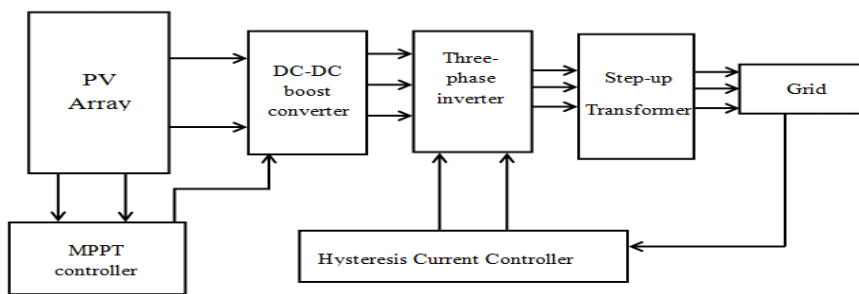 PV
Array
DC-DC
boost
converter
Three-
phase
inverter
Step-up
Transformer
Grid
MPPT
controller
Hysteresis Current Controller